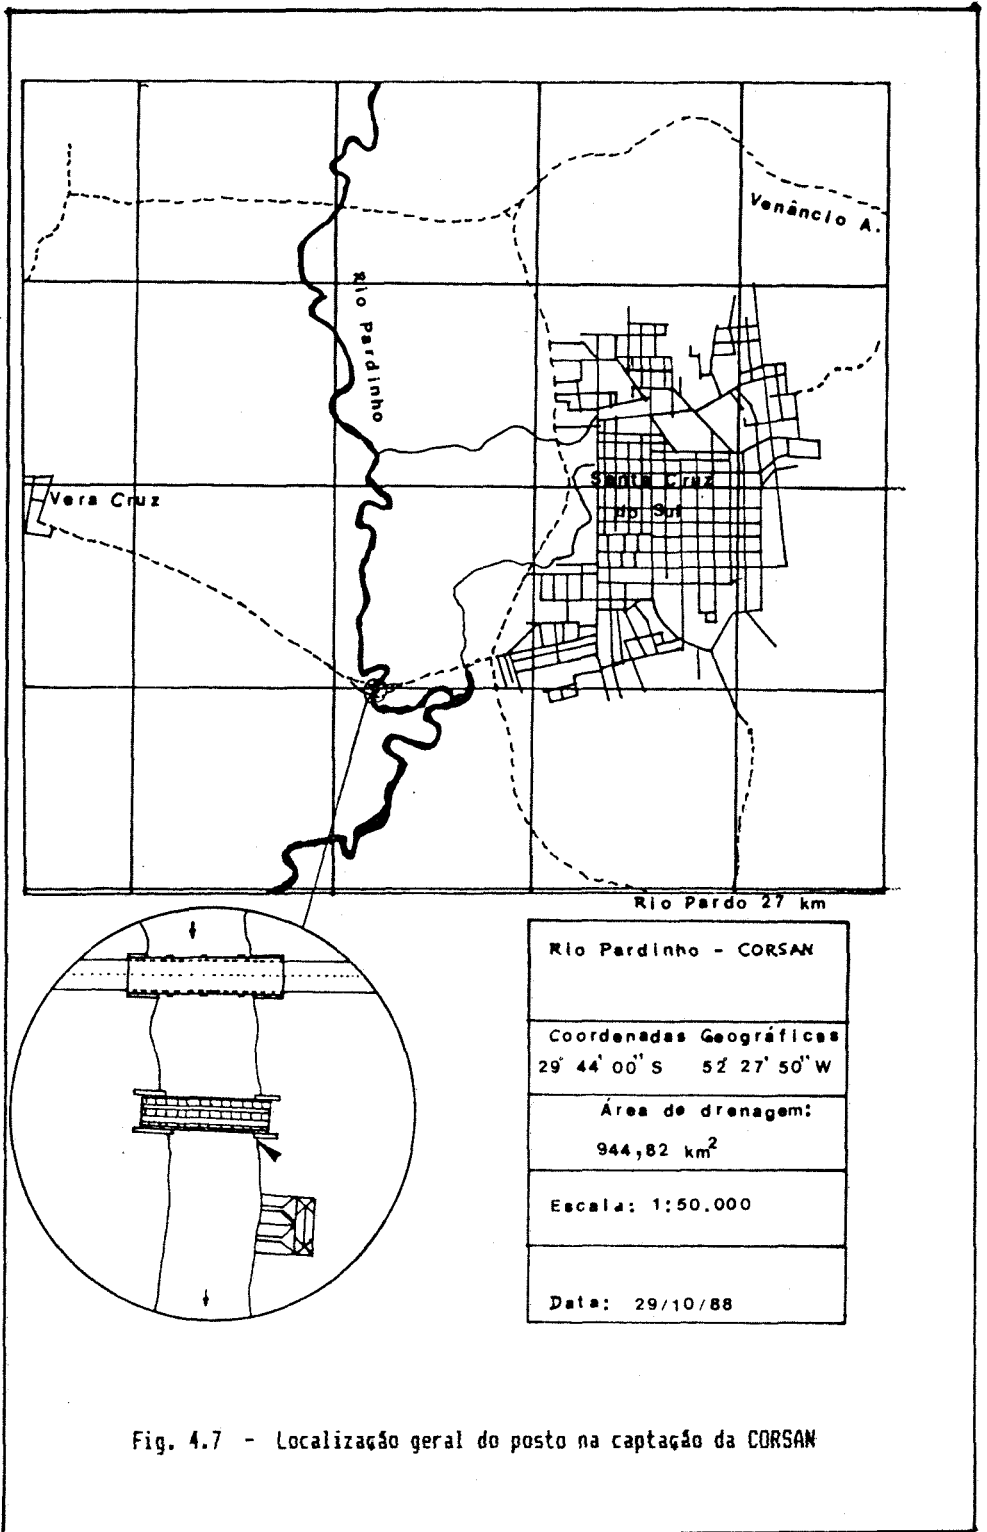 Venâncio A.
Rio Pardinho
Santa Cruz
do Sul
Vera Cruz
Rio Pardo 27 km
Rio Pardinho - CORSAN
Coordenadas Geográficas
29° 44' 00" S 52° 27' 50" W
Área de drenagem:
944,82 km²
Escala: 1:50.000
Data: 29/10/88
Fig. 4.7 - Localização geral do posto na captação da CORSAN